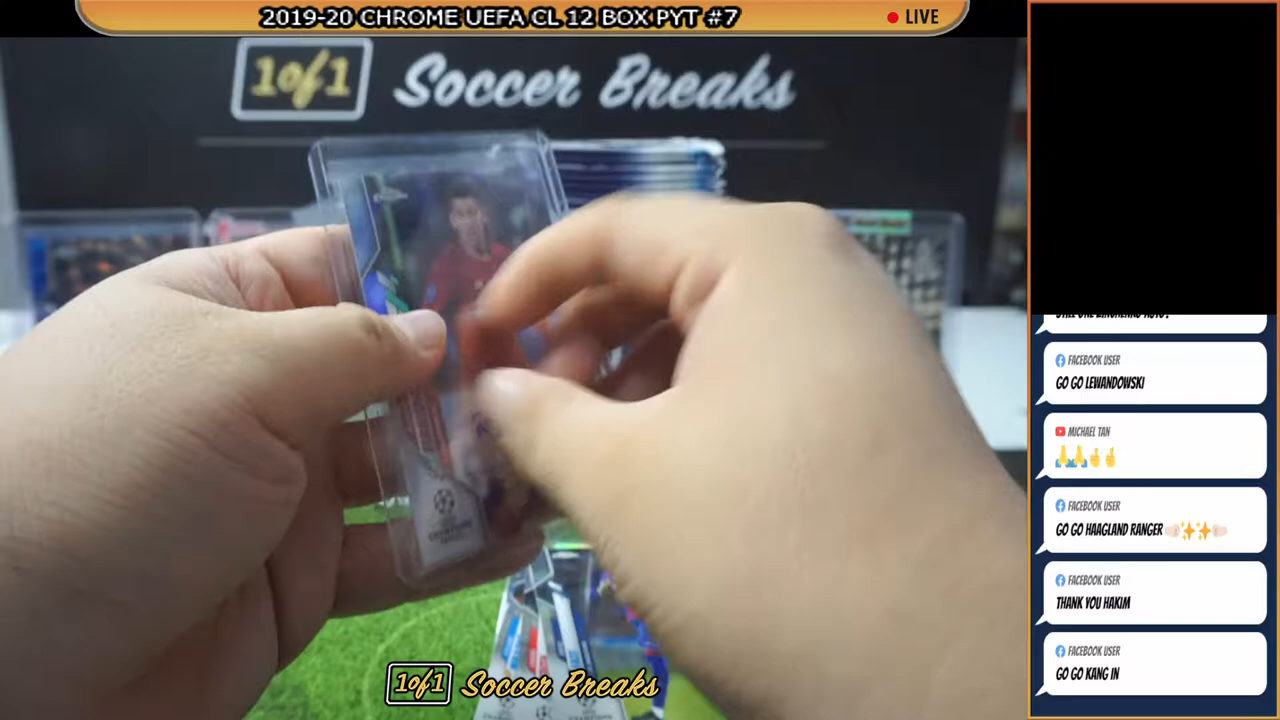 2019-20 CHROME UEFA CL 12 BOX PYT #7
LIVE
1of1 Soccer Breaks
FACEBOOK USER
GO GO LEWANDOWSKI
MICHAEL TAN
🙏🙏🤞🤞
FACEBOOK USER
GO GO HAAGLAND RANGER🤛🏻✨✨🤜🏻
FACEBOOK USER
THANK YOU HAKIM
FACEBOOK USER
GO GO KANG IN
1of1 Soccer Breaks